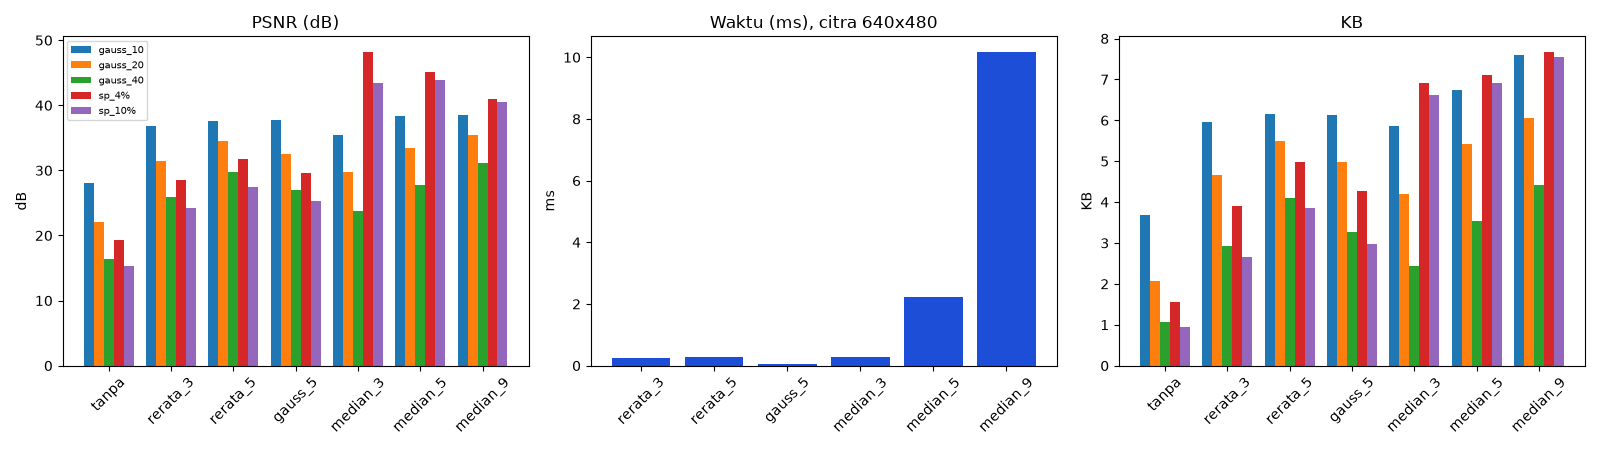 PSNR (dB)
dB
50
40
30
20
10
0
gauss_10
gauss_20
gauss_40
sp_4%
sp_10%
tanpa
rerata_3
rerata_5
gauss_5
median_3
median_5
median_9
Waktu (ms), citra 640x480
ms
10
8
6
4
2
0
rerata_3
rerata_5
gauss_5
median_3
median_5
median_9
KB
KB
8
7
6
5
4
3
2
1
0
tanpa
rerata_3
rerata_5
gauss_5
median_3
median_5
median_9